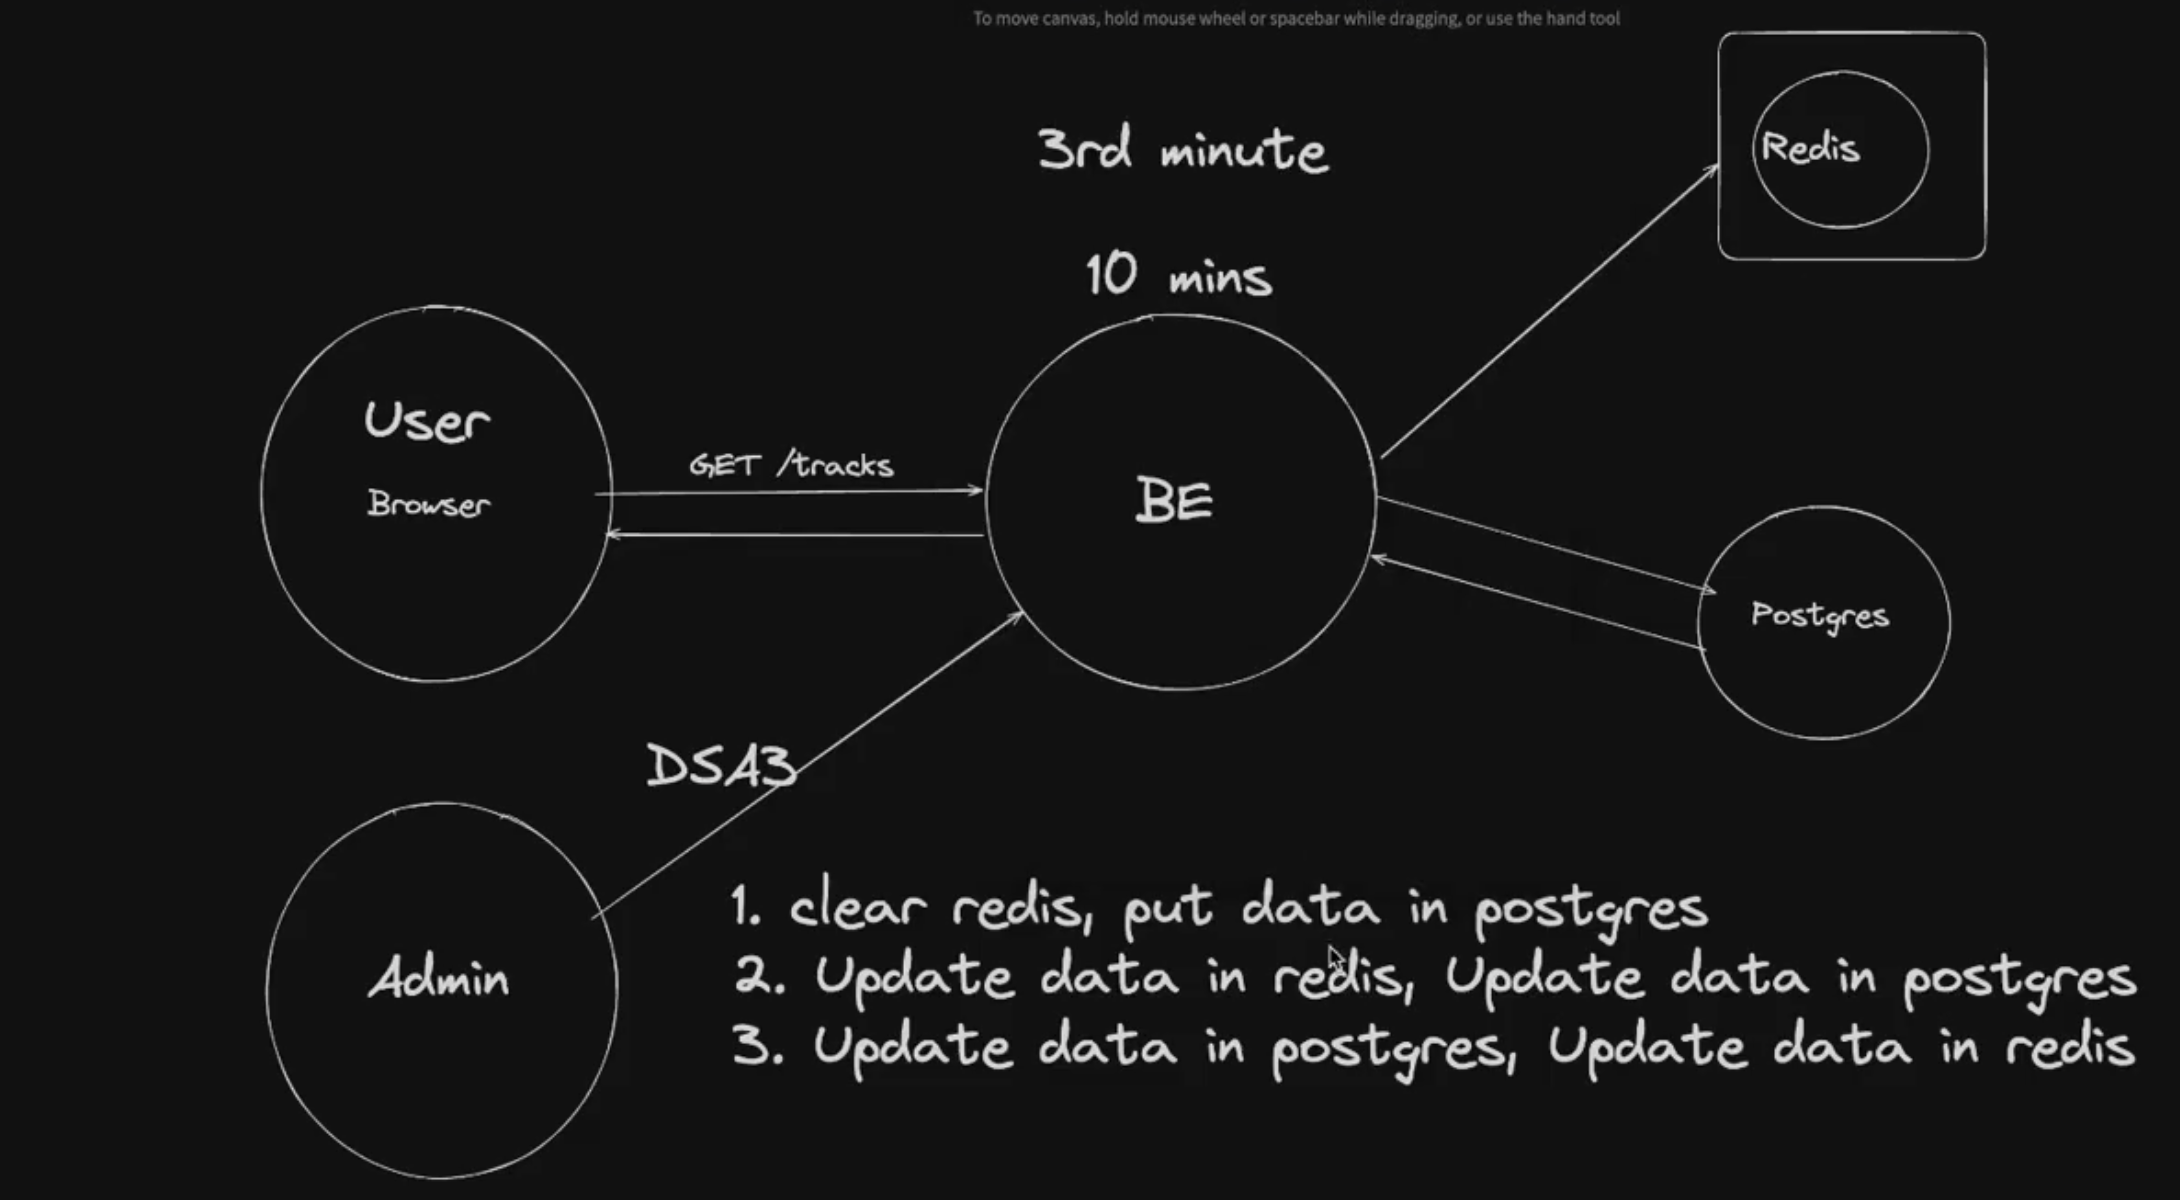 To move canvas, hold mouse wheel or spacebar while dragging, or use the hand tool
3rd minute
Redis
10 mins
User
Browser
GET /tracks
BE
Postgres
DSA3
Admin
1. clear redis, put data in postgres
2. Update data in redis, Update data in postgres
3. Update data in postgres, Update data in redis